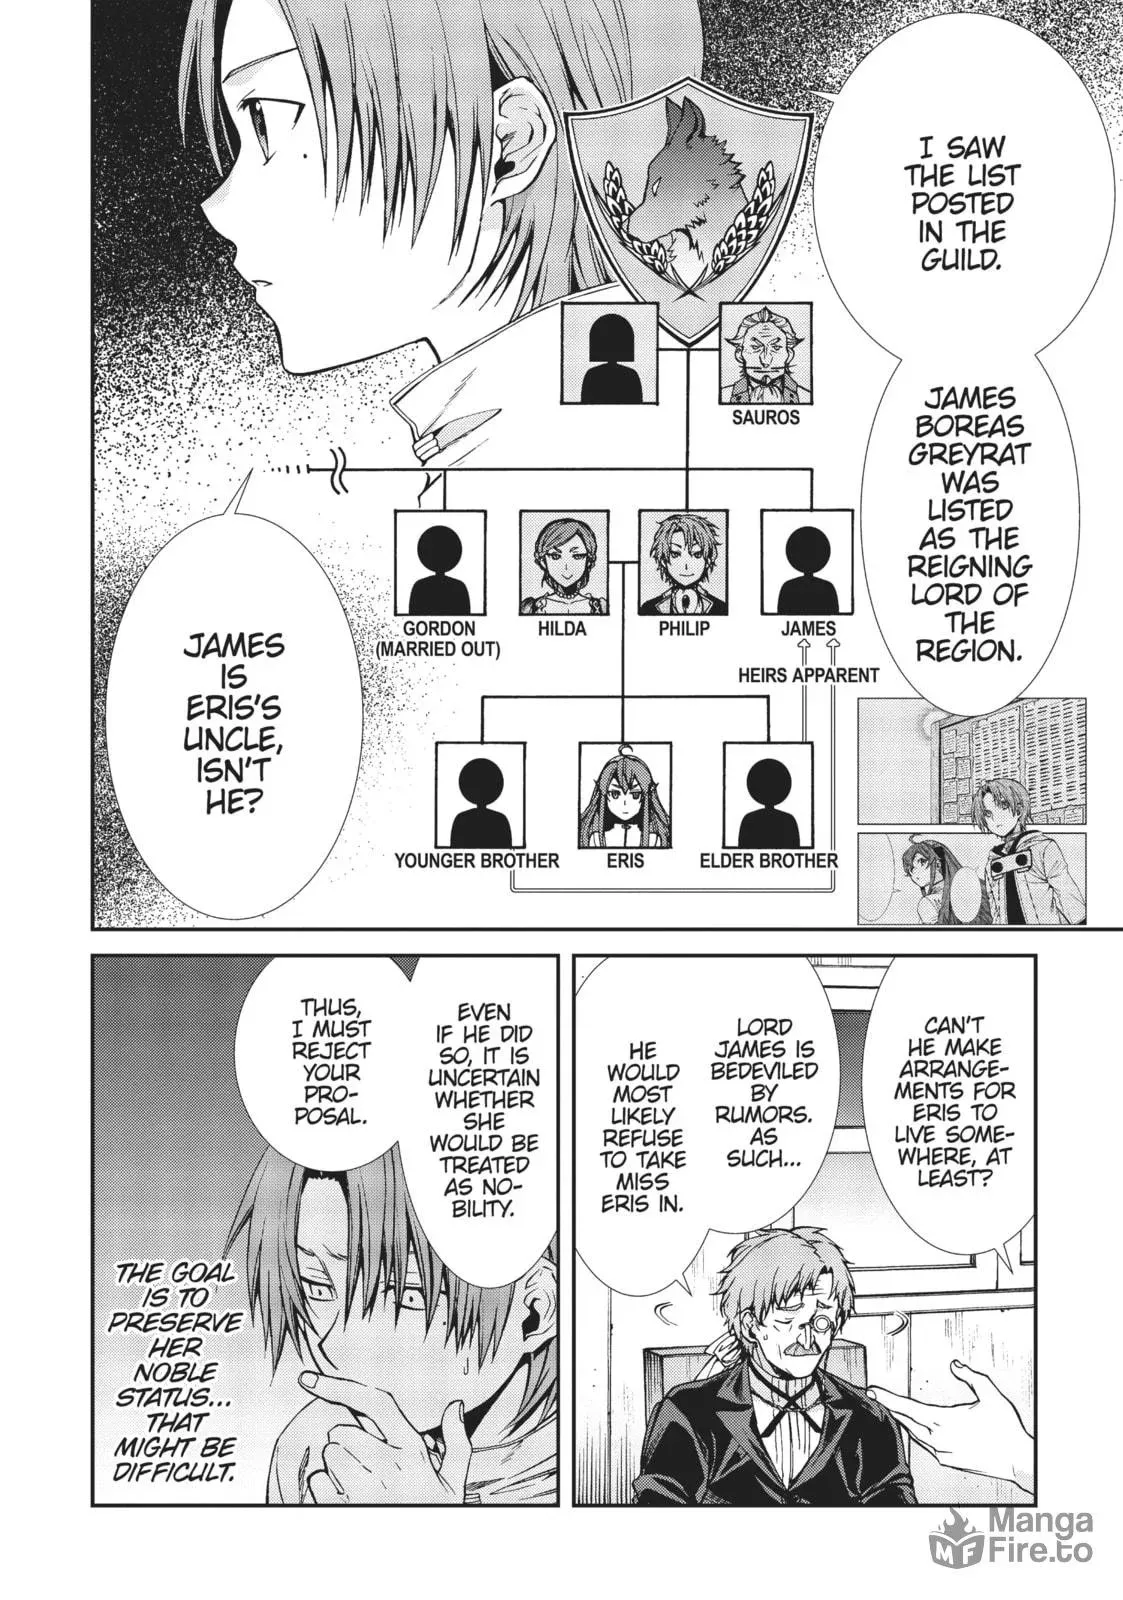 I SAW
THE LIST
POSTED
IN THE
GUILD.
JAMES
BOREAS
GREYRAT
WAS
LISTED
AS THE
REIGNING
LORD OF
THE
REGION.
SAUROS
GORDON
(MARRIED OUT)
HILDA
PHILIP
JAMES
HEIRS APPARENT
YOUNGER BROTHER
ERIS
ELDER BROTHER
JAMES
IS
ERIS'S
UNCLE,
ISN'T
HE?
CAN'T
HE MAKE
ARRANGE-
MENTS FOR
ERIS TO
LIVE SOME-
WHERE, AT
LEAST?
LORD
JAMES IS
BEDEVILED
BY
RUMORS.
AS
SUCH...
HE
WOULD
MOST
LIKELY
REFUSE
TO TAKE
MISS
ERIS IN.
EVEN
IF HE DID
SO, IT IS
UNCERTAIN
WHETHER
SHE
WOULD BE
TREATED
AS NO-
BILITY.
THUS,
I MUST
REJECT
YOUR
PRO-
POSAL.
THE GOAL
IS TO
PRESERVE
HER
NOBLE
STATUS...
THAT
MIGHT BE
DIFFICULT.
MF
Manga
Fire.to